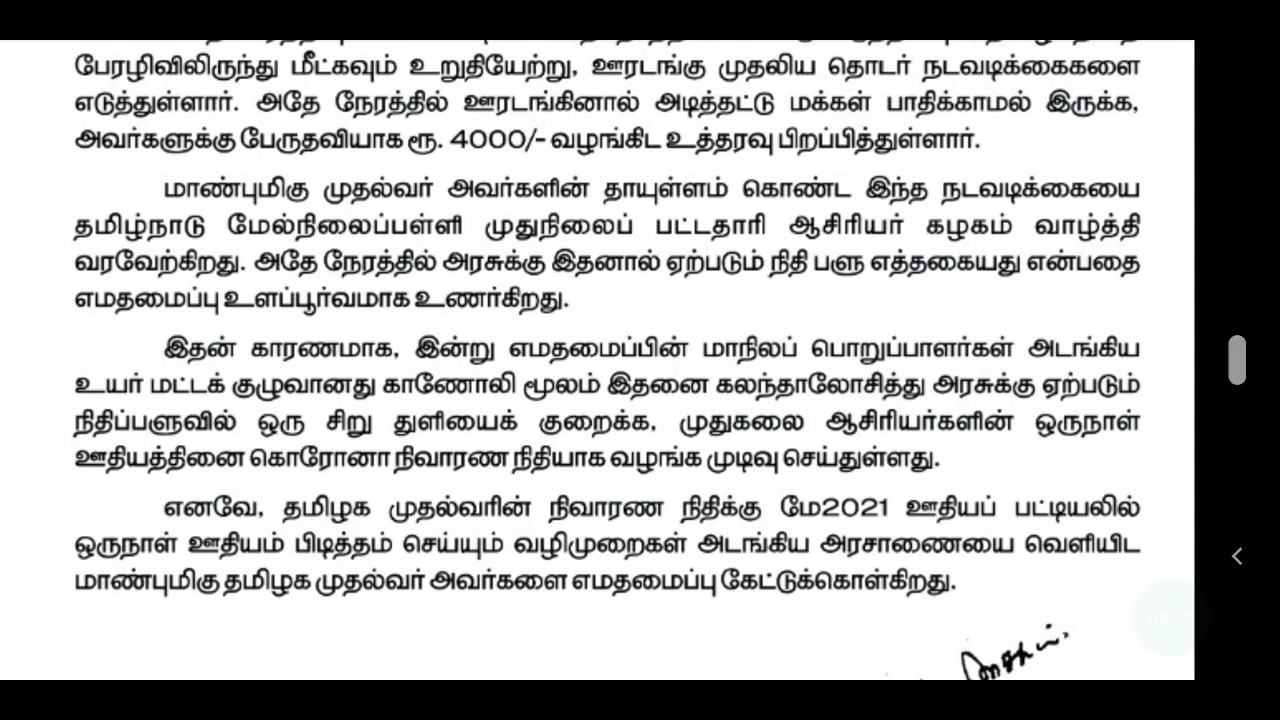 பேரழிவிலிருந்து மீட்கவும் உறுதியேற்று, ஊரடங்கு முதலிய தொடர் நடவடிக்கைகளை
எடுத்துள்ளார். அதே நேரத்தில் ஊரடங்கினால் அடித்தட்டு மக்கள் பாதிக்காமல் இருக்க,
அவர்களுக்கு பேருதவியாக ரூ. 4000/- வழங்கிட உத்தரவு பிறப்பித்துள்ளார்.
மாண்புமிகு முதல்வர் அவர்களின் தாயுள்ளம் கொண்ட இந்த நடவடிக்கையை
தமிழ்நாடு மேல்நிலைப்பள்ளி முதுநிலைப் பட்டதாரி ஆசிரியர் கழகம் வாழ்த்தி
வரவேற்கிறது. அதே நேரத்தில் அரசுக்கு இதனால் ஏற்படும் நிதி பளு எத்தகையது என்பதை
எமதமைப்பு உளப்பூர்வமாக உணர்கிறது.
இதன் காரணமாக, இன்று எமதமைப்பின் மாநிலப் பொறுப்பாளர்கள் அடங்கிய
உயர் மட்டக் குழுவானது காணோலி மூலம் இதனை கலந்தாலோசித்து அரசுக்கு ஏற்படும்
நிதிப்பளுவில் ஒரு சிறு துளியைக் குறைக்க, முதுகலை ஆசிரியர்களின் ஒருநாள்
ஊதியத்தினை கொரோனா நிவாரண நிதியாக வழங்க முடிவு செய்துள்ளது.
எனவே, தமிழக முதல்வரின் நிவாரண நிதிக்கு மே2021 ஊதியப் பட்டியலில்
ஒருநாள் ஊதியம் பிடித்தம் செய்யும் வழிமுறைகள் அடங்கிய அரசாணையை வெளியிட
மாண்புமிகு தமிழக முதல்வர் அவர்களை எமதமைப்பு கேட்டுக்கொள்கிறது.